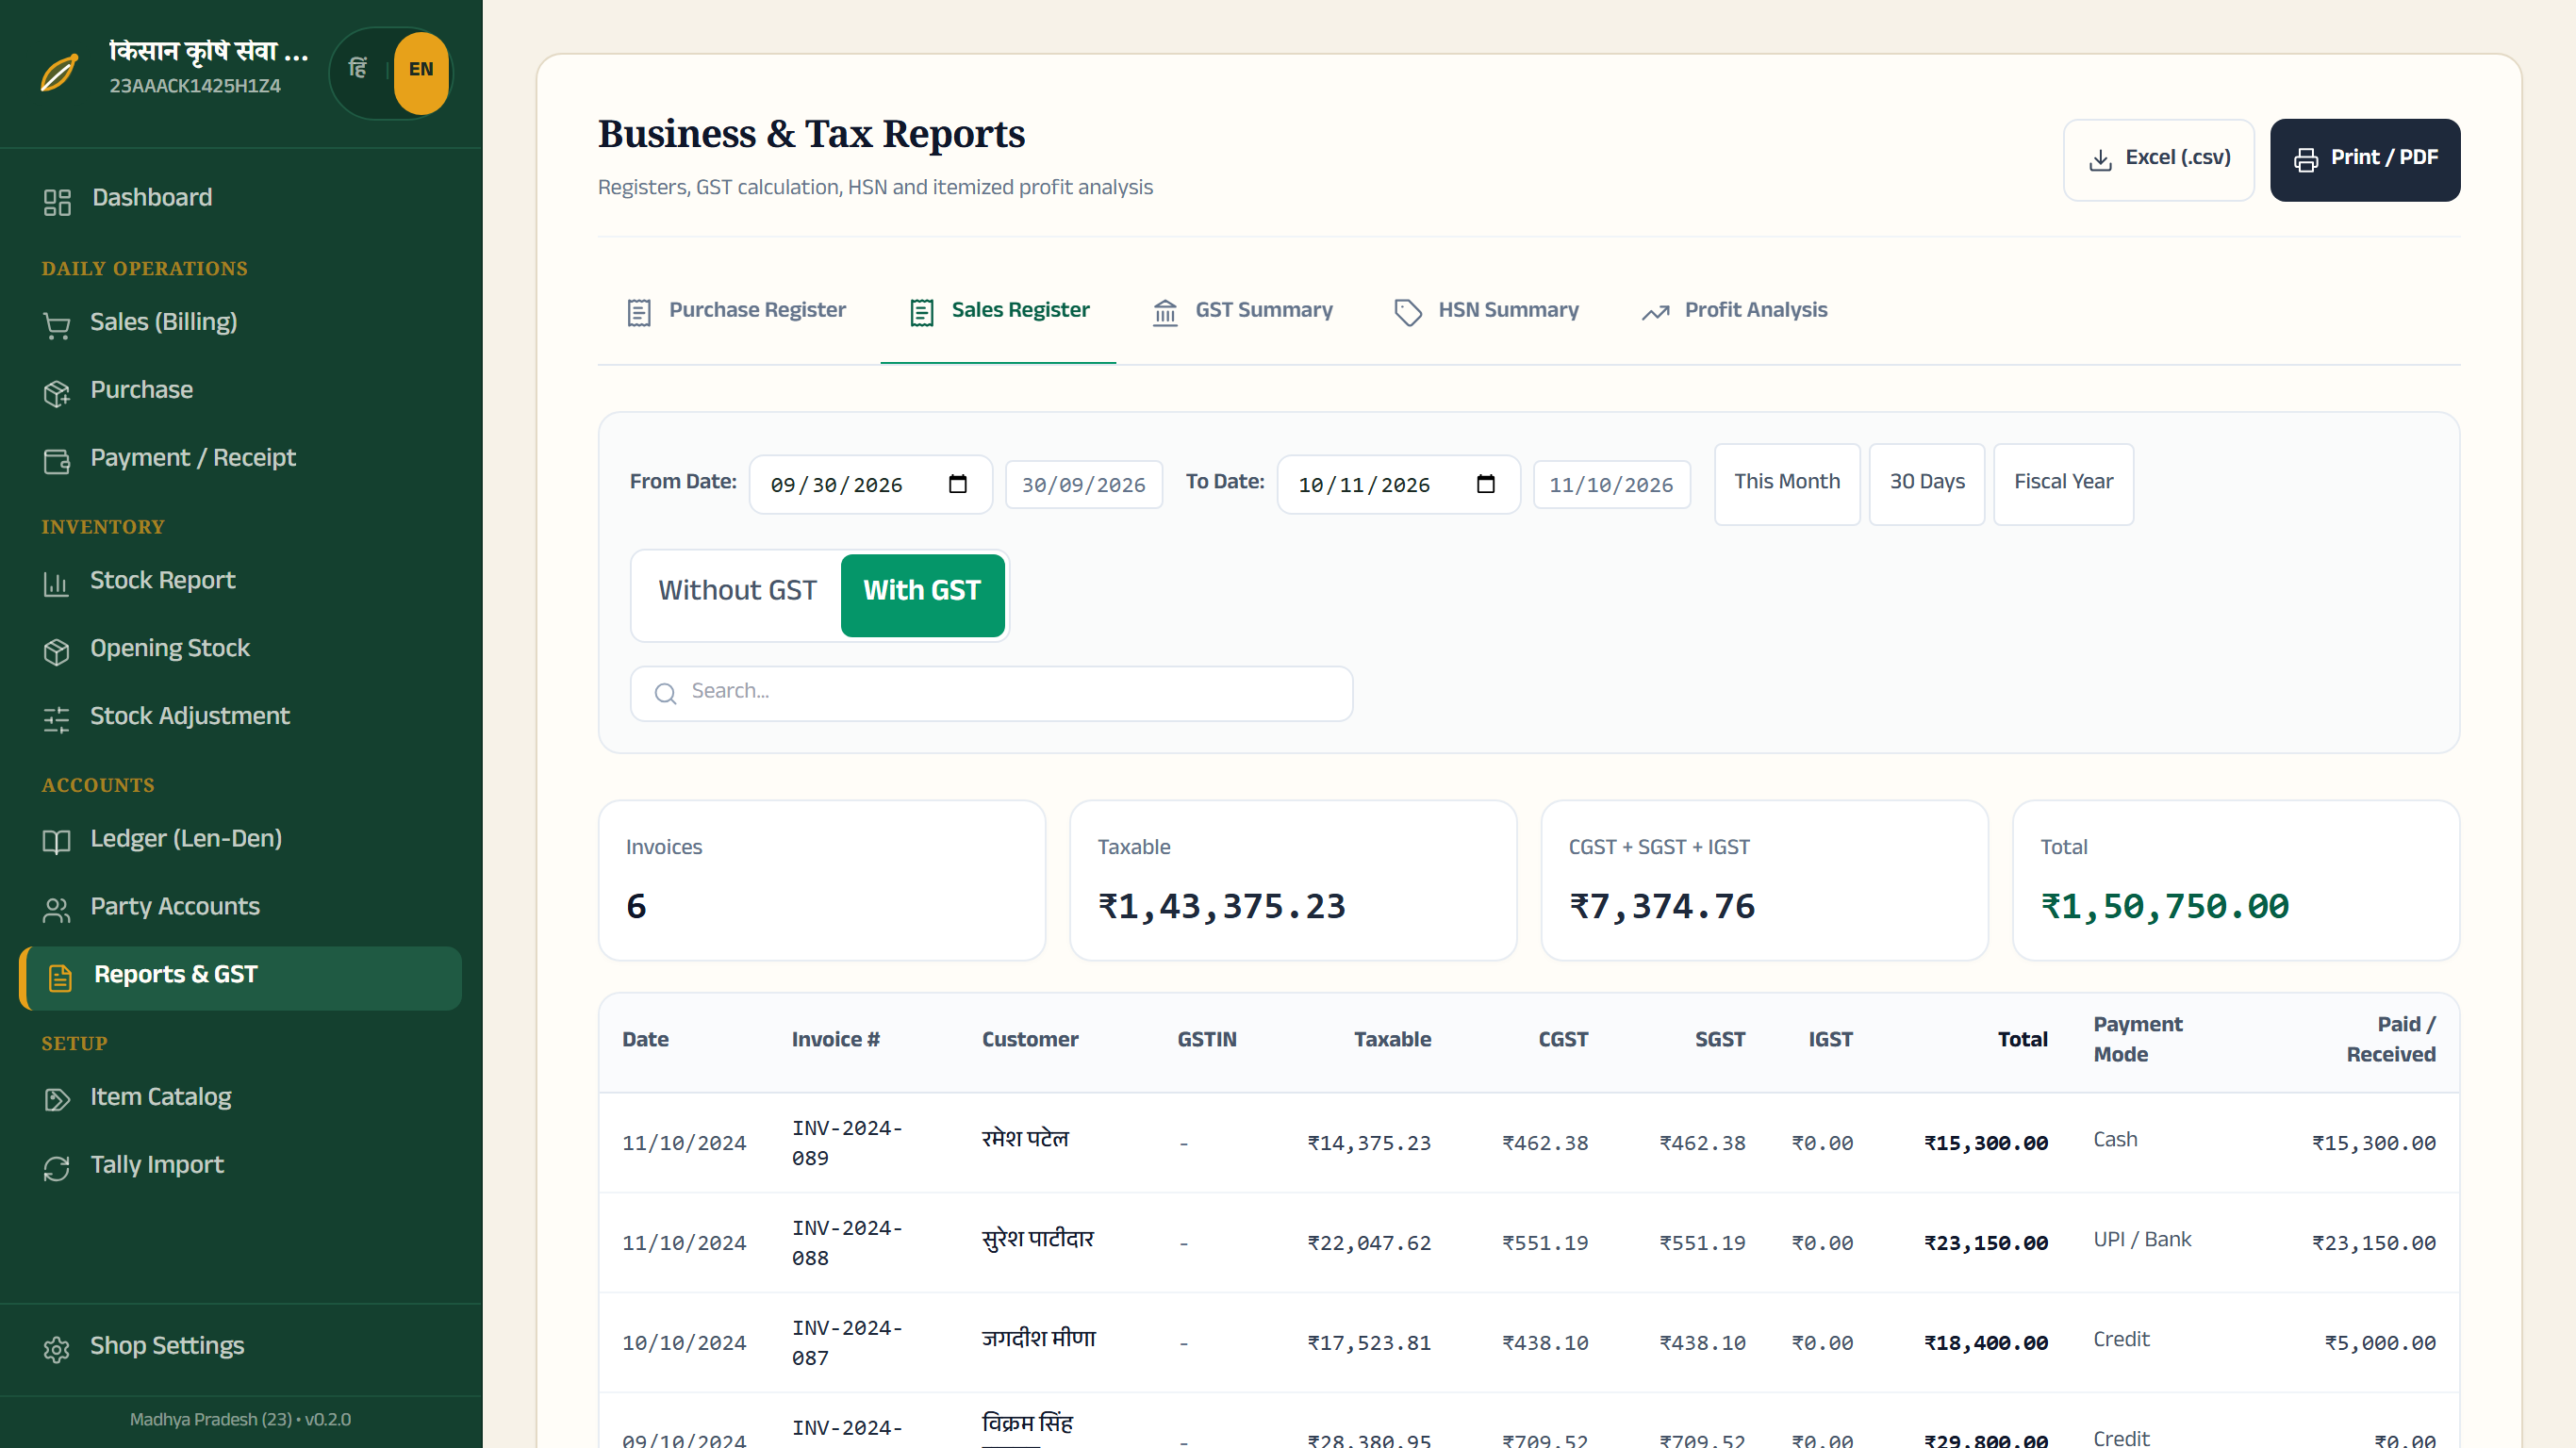 किसान कृषि सेवा ...
23AAACK1425H1Z4
हिं
EN
Dashboard
DAILY OPERATIONS
Sales (Billing)
Purchase
Payment / Receipt
INVENTORY
Stock Report
Opening Stock
Stock Adjustment
ACCOUNTS
Ledger (Len-Den)
Party Accounts
Reports & GST
SETUP
Item Catalog
Tally Import
Shop Settings
Madhya Pradesh (23) • v0.2.0
Business & Tax Reports
Registers, GST calculation, HSN and itemized profit analysis
Excel (.csv)
Print / PDF
Purchase Register
Sales Register
GST Summary
HSN Summary
Profit Analysis
From Date: 09/30/2026 30/09/2026 To Date: 10/11/2026 11/10/2026 This Month 30 Days Fiscal Year
Without GST With GST
Search...
Invoices
6
Taxable
₹1,43,375.23
CGST + SGST + IGST
₹7,374.76
Total
₹1,50,750.00
Date Invoice # Customer GSTIN Taxable CGST SGST IGST Total Payment Mode Paid / Received
11/10/2024 INV-2024-089 रमेश पटेल - ₹14,375.23 ₹462.38 ₹462.38 ₹0.00 ₹15,300.00 Cash ₹15,300.00
11/10/2024 INV-2024-088 सुरेश पाटीदार - ₹22,047.62 ₹551.19 ₹551.19 ₹0.00 ₹23,150.00 UPI / Bank ₹23,150.00
10/10/2024 INV-2024-087 जगदीश मीणा - ₹17,523.81 ₹438.10 ₹438.10 ₹0.00 ₹18,400.00 Credit ₹5,000.00
09/10/2024 INV-2024- विक्रम सिंह - ₹28,380.95 ₹709.52 ₹709.52 ₹0.00 ₹29,800.00 Credit ₹0.00